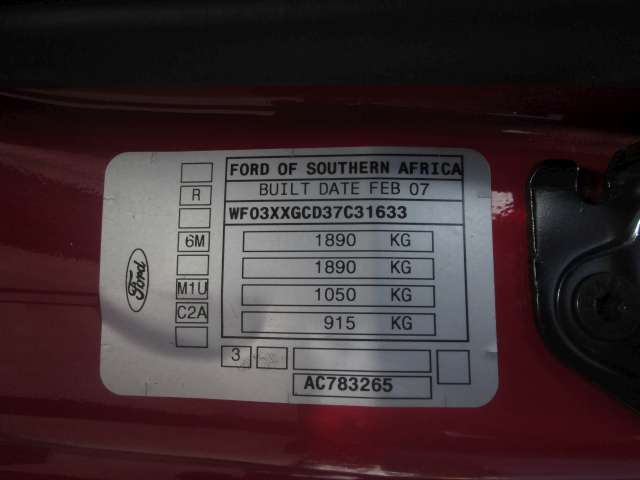 FORD OF SOUTHERN AFRICA
BUILT DATE FEB 07
WF03XXGCD37C31633
R
6M
M1U
C2A
1890 KG
1890 KG
1050 KG
915 KG
Ford
3
AC783265